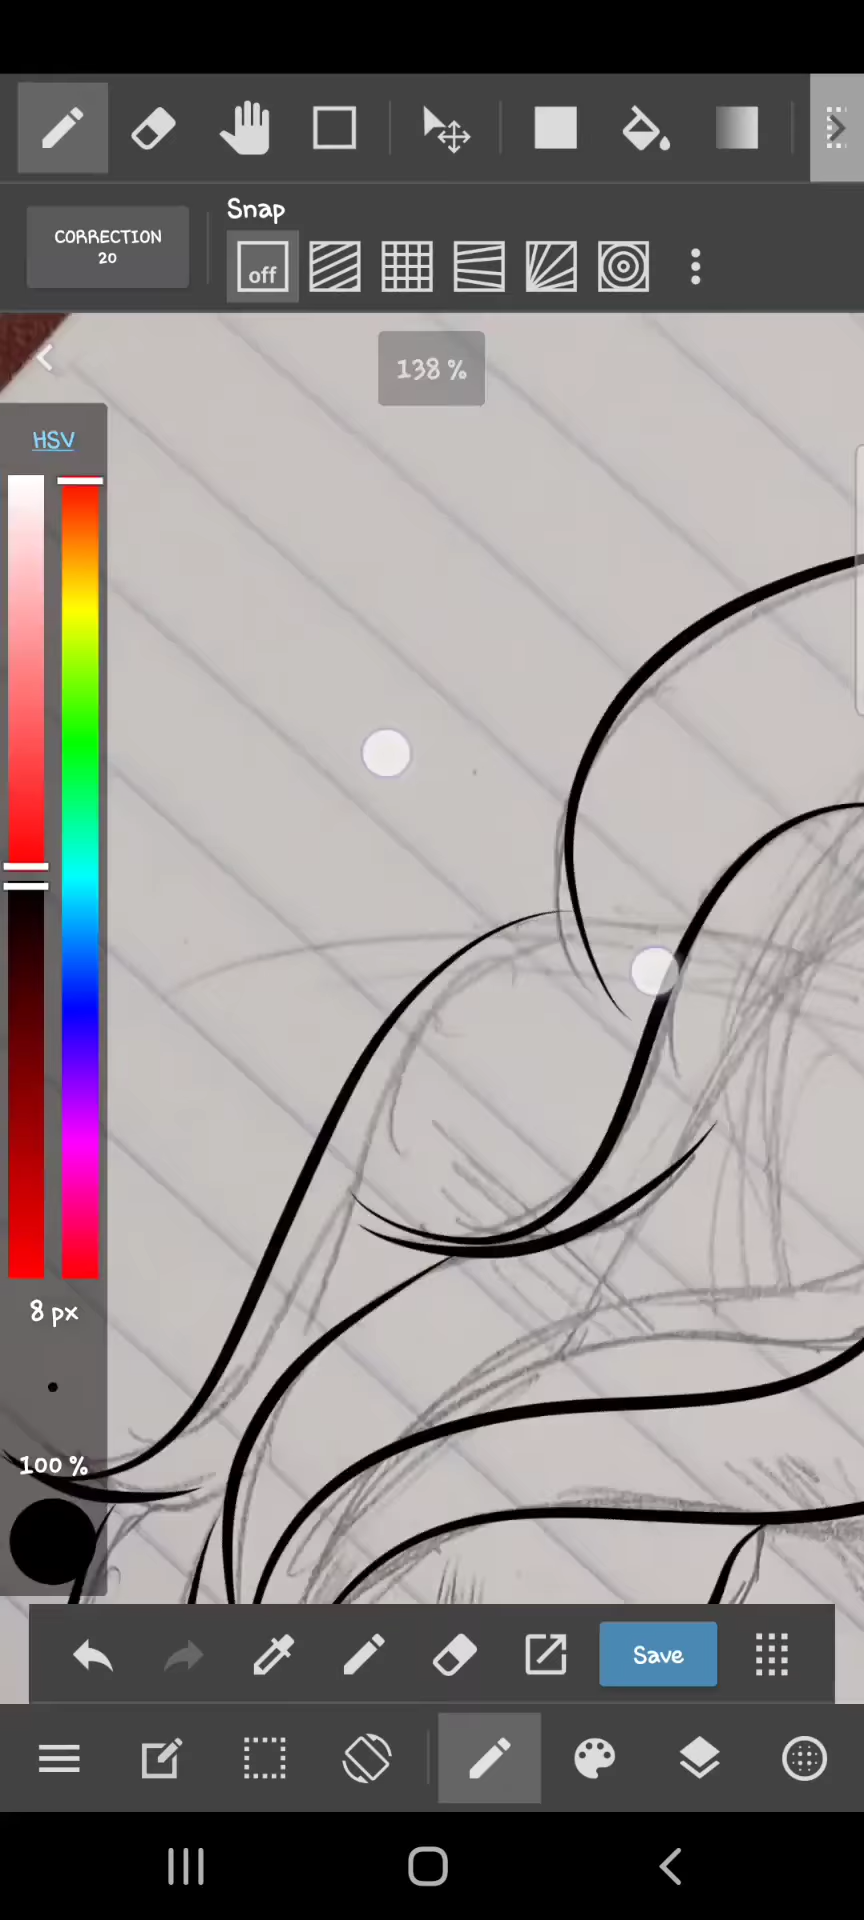 Snap
CORRECTION
20
off
138 %
HSV
8 px
100 %
Save